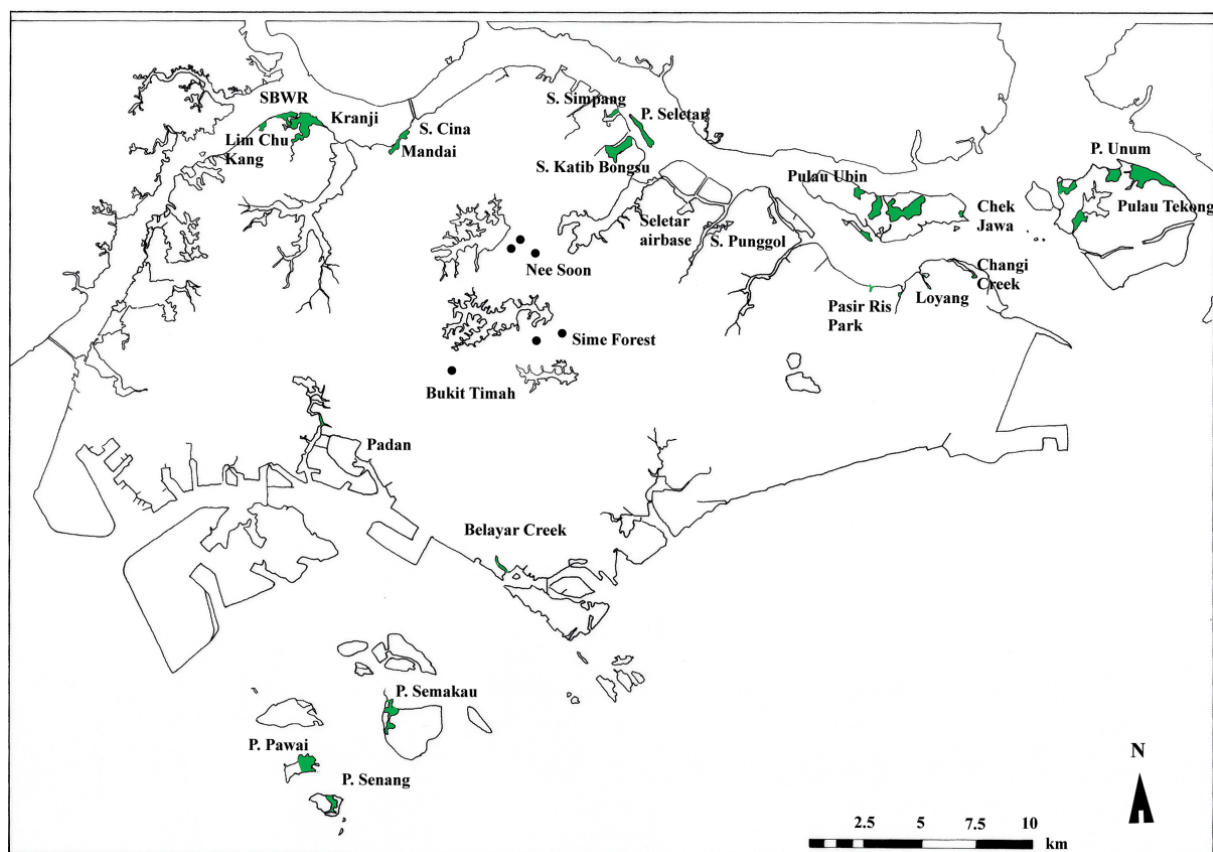 SBWR
Kranji
Lim Chu
Kang
S. Cina
Mandai
S. Simpang
P. Seletar
S. Katib Bongsu
P. Unum
Pulau Ubin
Pulau Tekong
Chek
Jawa
Seletar
airbase
S. Punggol
Nee Soon
Changi
Creek
Loyang
Pasir Ris
Park
Sime Forest
Bukit Timah
Padan
Belayar Creek
P. Semakau
P. Pawai
P. Senang
N
2.5
5
7.5
10
km